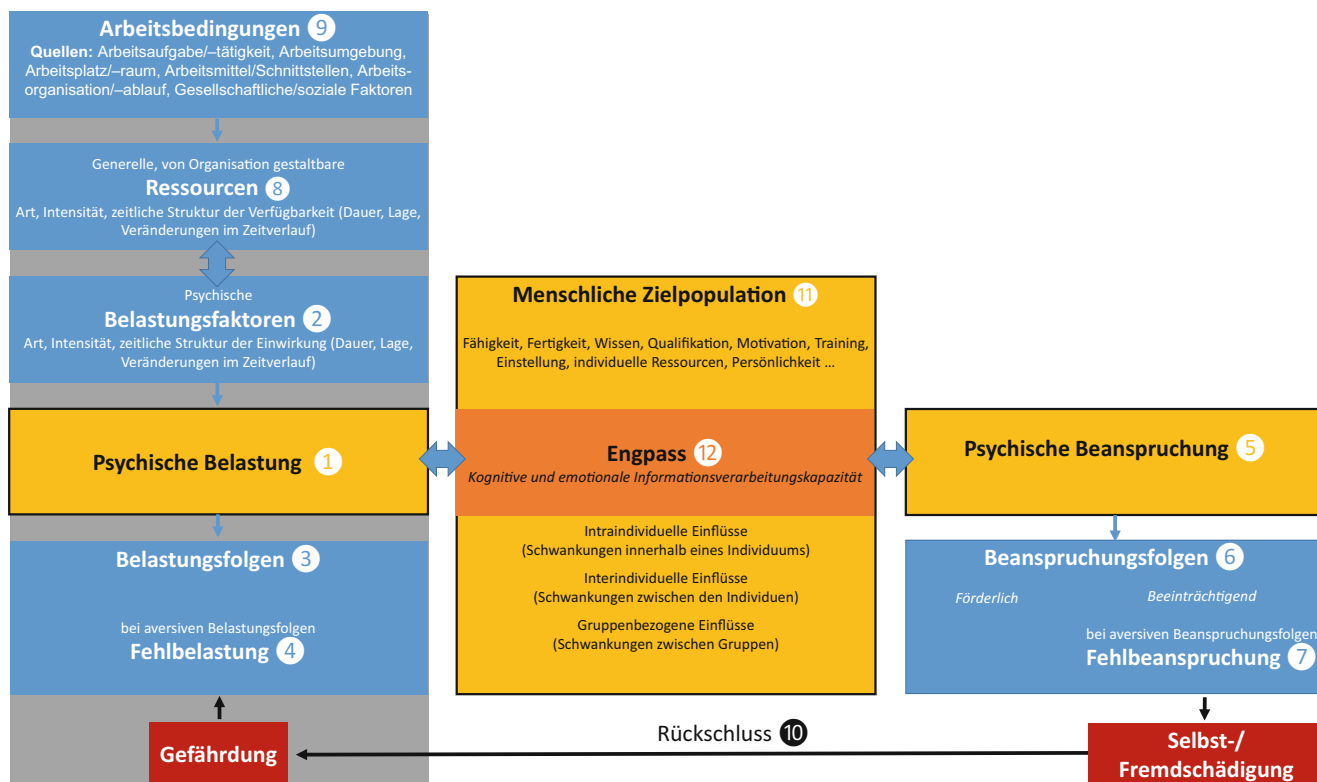 Arbeitsbedingungen 9
Quellen: Arbeitsaufgabe/–tätigkeit, Arbeitsumgebung,
Arbeitsplatz/–raum, Arbeitsmittel/Schnittstellen, Arbeits-
organisation/–ablauf, Gesellschaftliche/soziale Faktoren
Generelle, von Organisation gestaltbare
Ressourcen 8
Art, Intensität, zeitliche Struktur der Verfügbarkeit (Dauer, Lage,
Veränderungen im Zeitverlauf)
Psychische
Belastungsfaktoren 2
Art, Intensität, zeitliche Struktur der Einwirkung (Dauer, Lage,
Veränderungen im Zeitverlauf)
Psychische Belastung 1
Belastungsfolgen 3
bei aversiven Belastungsfolgen
Fehlbelastung 4
Gefährdung
Menschliche Zielpopulation 11
Fähigkeit, Fertigkeit, Wissen, Qualifikation, Motivation, Training,
Einstellung, individuelle Ressourcen, Persönlichkeit ...
Engpass 12
Kognitive und emotionale Informationsverarbeitungskapazität
Intraindividuelle Einflüsse
(Schwankungen innerhalb eines Individuums)
Interindividuelle Einflüsse
(Schwankungen zwischen den Individuen)
Gruppenbezogene Einflüsse
(Schwankungen zwischen Gruppen)
Rückschluss 10
Psychische Beanspruchung 5
Beanspruchungsfolgen 6
Förderlich Beeinträchtigend
bei aversiven Beanspruchungsfolgen
Fehlbeanspruchung 7
Selbst-/
Fremdschädigung